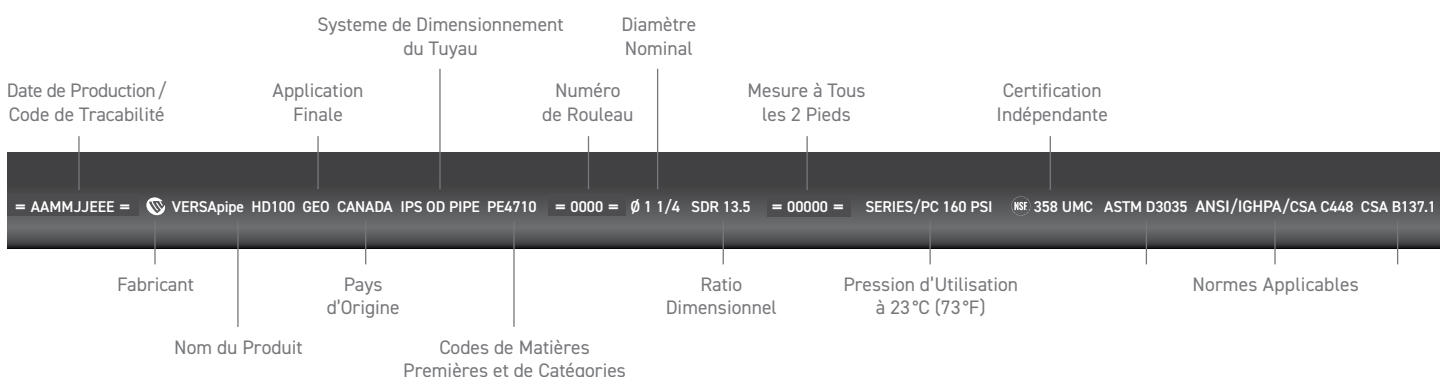 Systeme de Dimensionnement
du Tuyau
Diamètre
Nominal
Date de Production /
Code de Tracabilité
Application
Finale
Numéro
de Rouleau
Mesure à Tous
les 2 Pieds
Certification
Indépendante
= AAMMJJEEE = VERSApipe HD100 GEO CANADA IPS OD PIPE PE4710 = 0000 = Ø 1 1/4 SDR 13.5 = 00000 = SERIES/PC 160 PSI NSF 358 UMC ASTM D3035 ANSI/IGHPA/CSA C448 CSA B137.1
Fabricant
Pays
d’Origine
Ratio
Dimensionnel
Pression d’Utilisation
à 23°C (73°F)
Normes Applicables
Nom du Produit
Codes de Matières
Premières et de Catégories